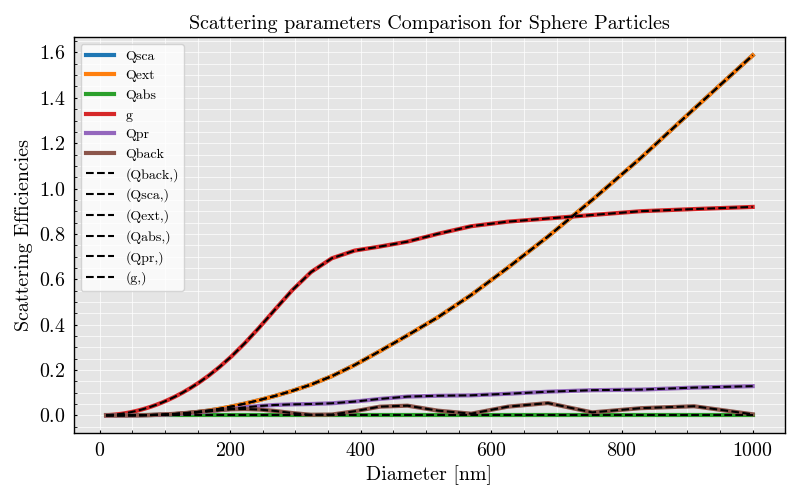 Scattering parameters Comparison for Sphere Particles
Scattering Efficiencies
1.6
1.4
1.2
1.0
0.8
0.6
0.4
0.2
0.0
Qsca
Qext
Qabs
g
Qpr
Qback
(Qback,)
(Qsca,)
(Qext,)
(Qabs,)
(Qpr,)
(g,)
0 200 400 600 800 1000
Diameter [nm]